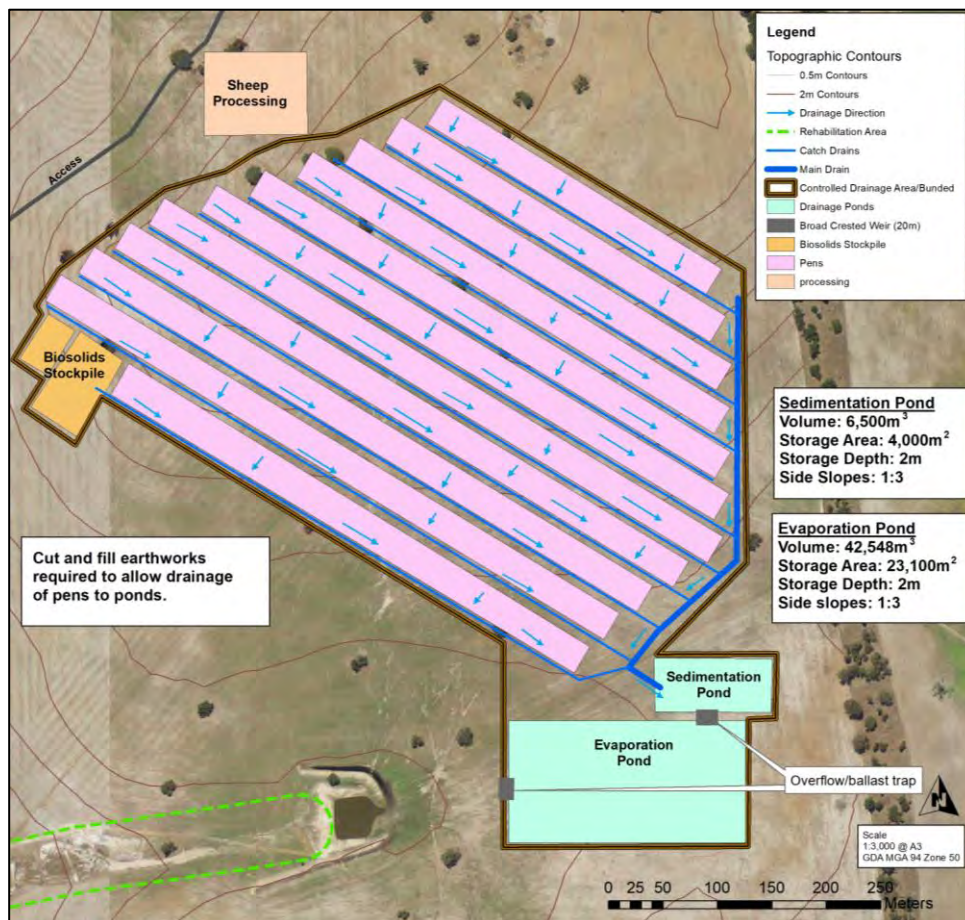 Sheep
Processing
Access
Biosolids
Stockpile
Cut and fill earthworks
required to allow drainage
of pens to ponds.
Sedimentation
Pond
Evaporation
Pond
Overflow/ballast trap
Legend
Topographic Contours
0.5m Contours
2m Contours
Drainage Direction
Rehabilitation Area
Catch Drains
Main Drain
Controlled Drainage Area/Bunded
Drainage Ponds
Broad Crested Weir (20m)
Biosolids Stockpile
Pens
processing
Sedimentation Pond
Volume: 6,500m³
Storage Area: 4,000m²
Storage Depth: 2m
Side Slopes: 1:3
Evaporation Pond
Volume: 42,548m³
Storage Area: 23,100m²
Storage Depth: 2m
Side slopes: 1:3
N
Scale
1:3,000 @ A3
GDA MGA 94 Zone 50
0 25 50 100 150 200 250
Meters